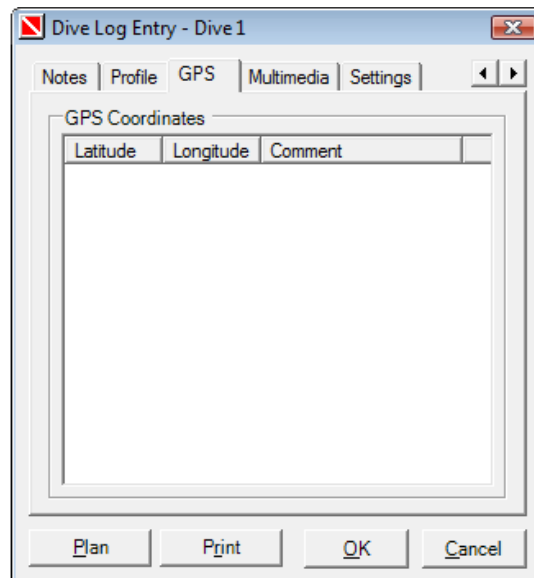 Dive Log Entry - Dive 1
Notes Profile GPS Multimedia Settings
GPS Coordinates
Latitude Longitude Comment
Plan Print OK Cancel